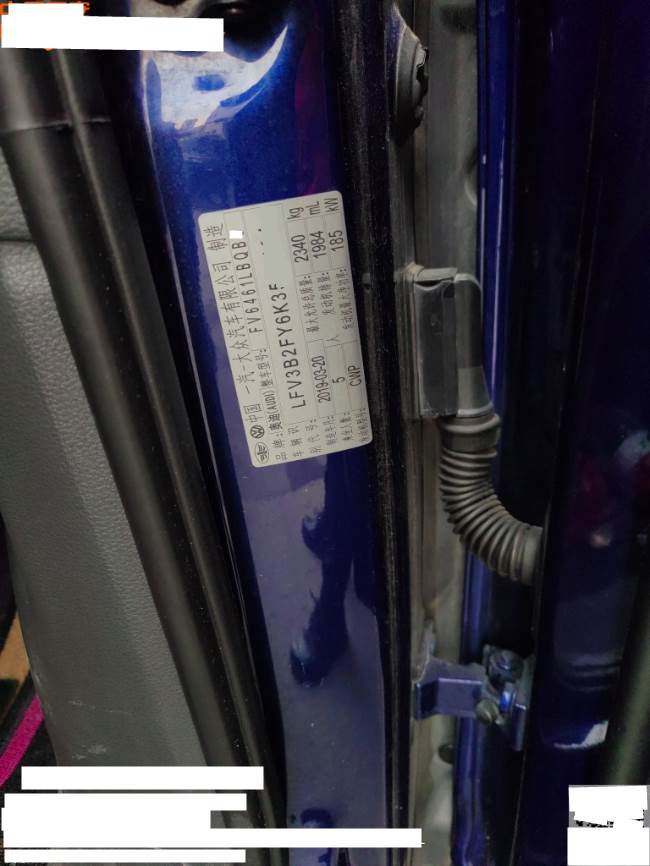 中国 一汽-大众汽车有限公司 制造
品牌:奥迪(AUDI) 整车型号: FV6461LBQB
车辆识别代号: LFV3B2FY6K3
制造年月: 2019-03-20 最大允许总质量: 2340 kg
乘坐人数: 5 人 发动机排量: 1984 mL
发动机型号: CWP 发动机最大净功率: 185 kW